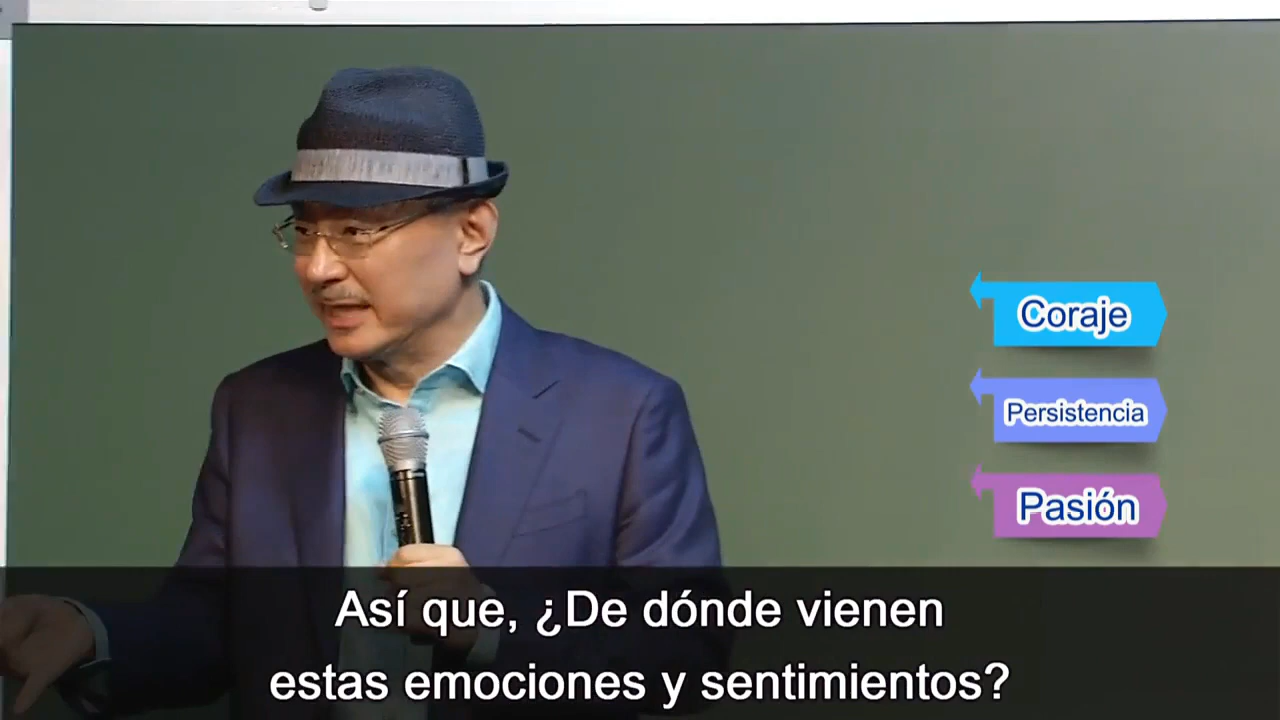 Coraje
Persistencia
Pasión
Así que, ¿De dónde vienen
estas emociones y sentimientos?